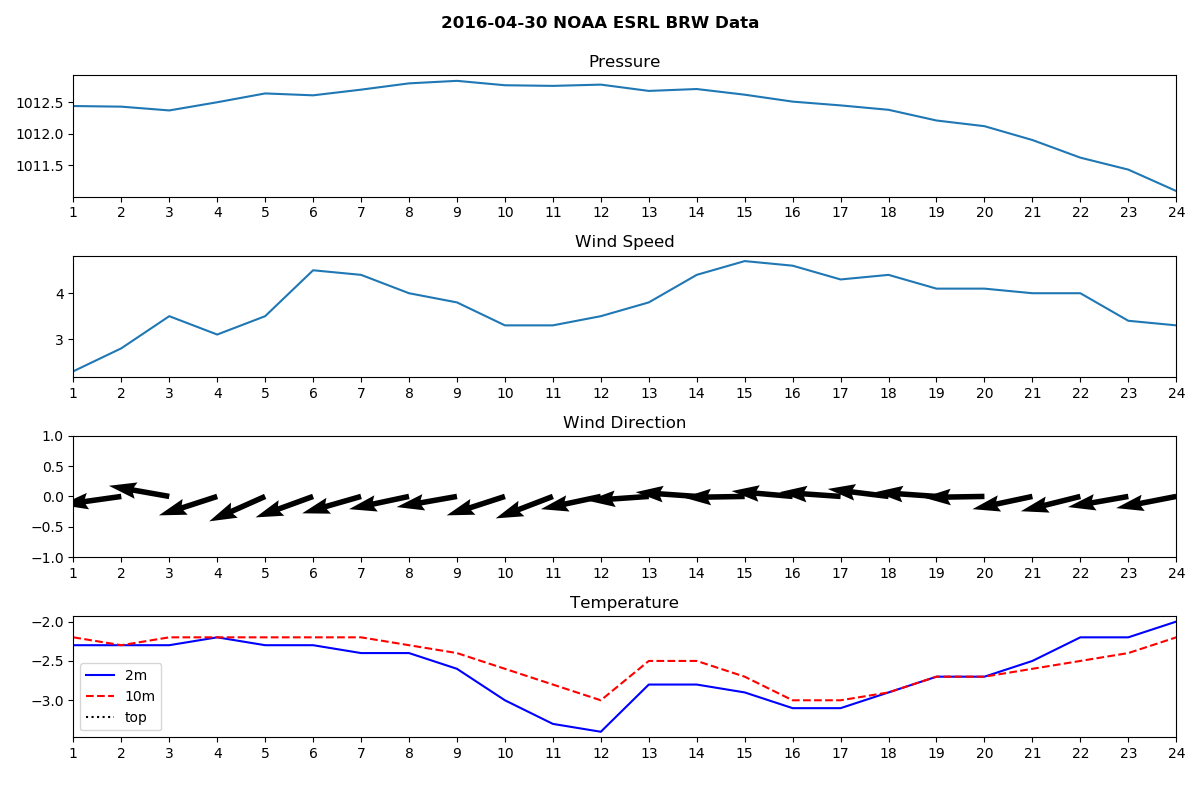 2016-04-30 NOAA ESRL BRW Data
Pressure
1012.5
1012.0
1011.5
1 2 3 4 5 6 7 8 9 10 11 12 13 14 15 16 17 18 19 20 21 22 23 24
Wind Speed
4
3
1 2 3 4 5 6 7 8 9 10 11 12 13 14 15 16 17 18 19 20 21 22 23 24
Wind Direction
1.0
0.5
0.0
−0.5
−1.0
1 2 3 4 5 6 7 8 9 10 11 12 13 14 15 16 17 18 19 20 21 22 23 24
Temperature
−2.0
−2.5
−3.0
2m
10m
top
1 2 3 4 5 6 7 8 9 10 11 12 13 14 15 16 17 18 19 20 21 22 23 24